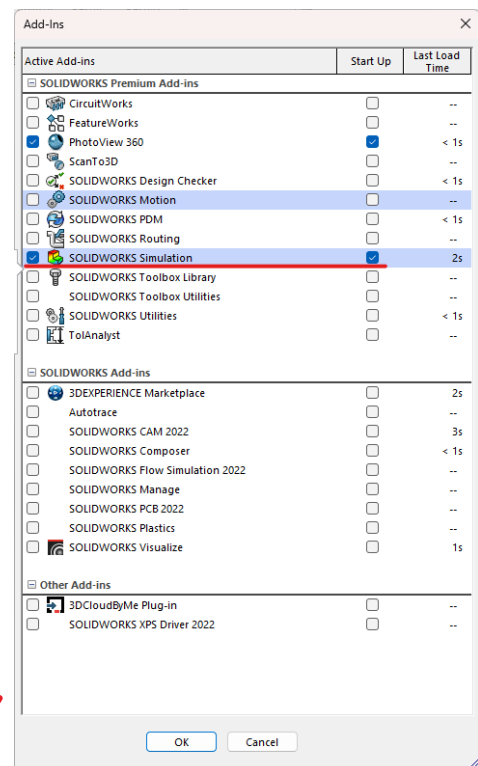 Add-Ins
Active Add-ins Start Up Last Load Time
SOLIDWORKS Premium Add-ins
CircuitWorks --
FeatureWorks --
PhotoView 360 < 1s
ScanTo3D --
SOLIDWORKS Design Checker < 1s
SOLIDWORKS Motion --
SOLIDWORKS PDM < 1s
SOLIDWORKS Routing --
SOLIDWORKS Simulation 2s
SOLIDWORKS Toolbox Library --
SOLIDWORKS Toolbox Utilities --
SOLIDWORKS Utilities < 1s
TolAnalyst --
SOLIDWORKS Add-ins
3DEXPERIENCE Marketplace 2s
Autotrace --
SOLIDWORKS CAM 2022 3s
SOLIDWORKS Composer < 1s
SOLIDWORKS Flow Simulation 2022 --
SOLIDWORKS Manage --
SOLIDWORKS PCB 2022 --
SOLIDWORKS Plastics --
SOLIDWORKS Visualize 1s
Other Add-ins
3DCloudByMe Plug-in --
SOLIDWORKS XPS Driver 2022 --
OK Cancel